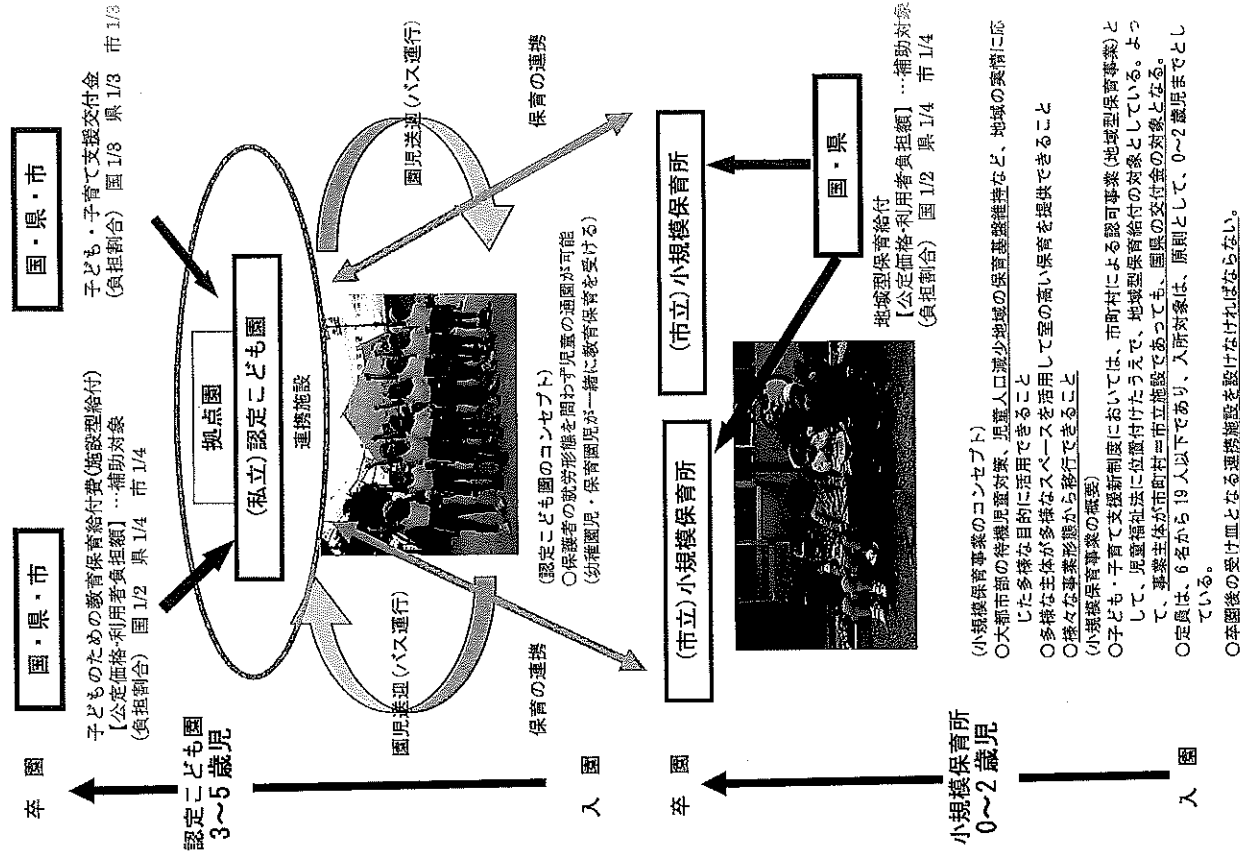 卒　園
認定こども園
3～5 歳児
入　園
国・県・市
子どものための教育保育給付費(施設型給付)
【公定価格-利用者負担額】 …補助対象
(負担割合)　国 1/2　県 1/4　市 1/4
国・県・市
子ども・子育て支援交付金
(負担割合)　国 1/3　県 1/3　市 1/3
拠点園
(私立)認定こども園
連携施設
園児送迎(バス運行)
園児送迎(バス運行)
保育の連携
保育の連携
(認定こども園のコンセプト)
○保護者の就労形態を問わず児童の通園が可能
(幼稚園児・保育園児が一緒に教育保育を受ける)
卒　園
小規模保育所
0～2 歳児
入　園
(市立)小規模保育所
(市立)小規模保育所
国・県
地域型保育給付
【公定価格-利用者負担額】 …補助対象
(負担割合)　国 1/2　県 1/4　市 1/4
(小規模保育事業のコンセプト)
○大都市部の待機児童対策、児童人口減少地域の保育基盤維持など、地域の実情に応
じた多様な目的に活用できること
○多様な主体が多様なスペースを活用して室の高い保育を提供できること
○様々な事業形態から移行できること
(小規模保育事業の概要)
○子ども・子育て支援新制度においては、市町村による認可事業(地域型保育事業)と
して、児童福祉法に位置付けたうえで、地域型保育給付の対象としている。よっ
て、事業主体が市町村＝市立施設であっても、国県の交付金の対象となる。
○定員は、6 名から 19 人以下であり、入所対象は、原則として、0～2 歳児までとし
ている。
○卒園後の受け皿となる連携施設を設けなければならない。